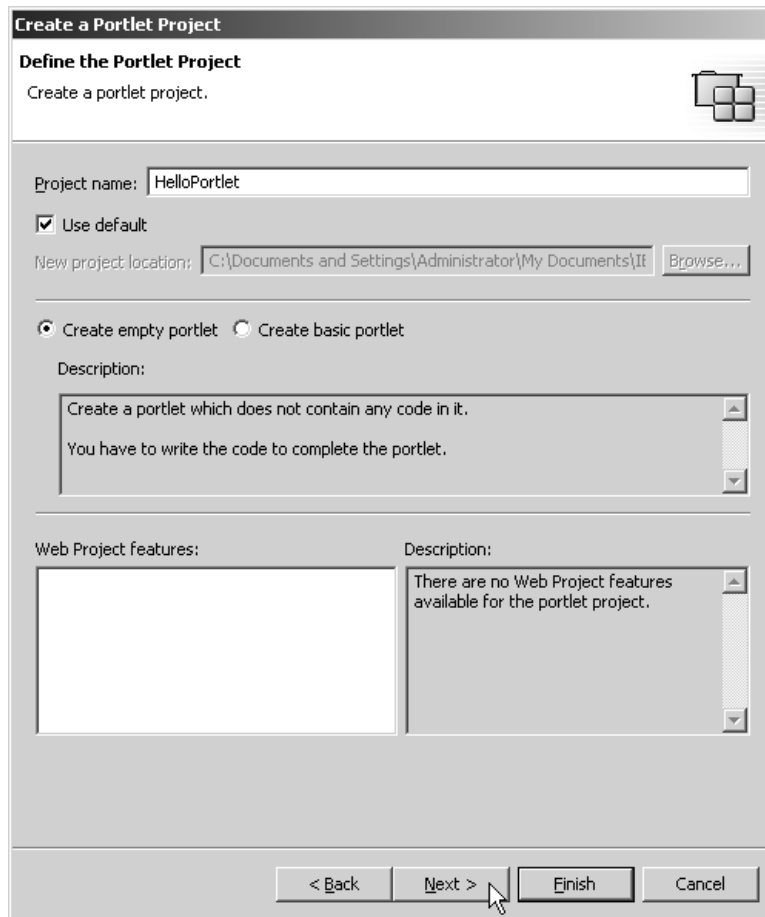 Create a Portlet Project
Define the Portlet Project
Create a portlet project.
Project name: HelloPortlet
Use default
New project location: C:\Documents and Settings\Administrator\My Documents\IE Browse...
Create empty portlet Create basic portlet
Description:
Create a portlet which does not contain any code in it.
You have to write the code to complete the portlet.
Web Project features: Description:
There are no Web Project features
available for the portlet project.
< Back Next > Finish Cancel